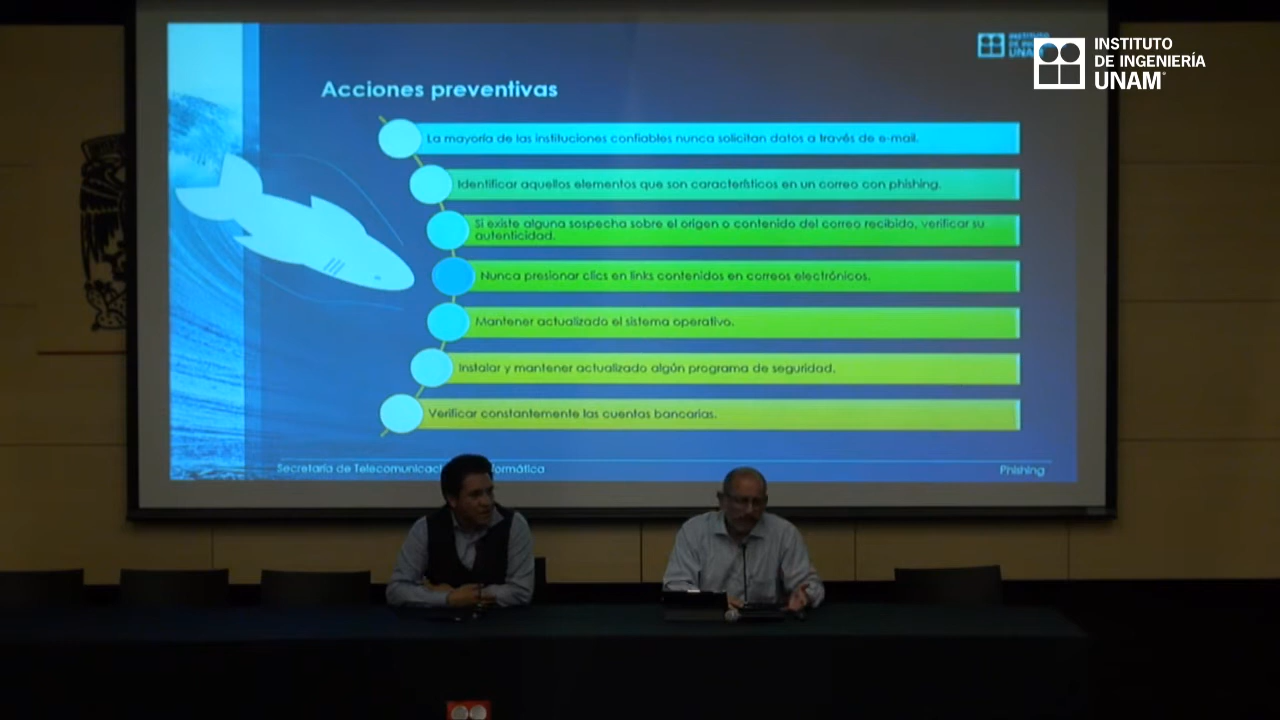 INSTITUTO
DE INGENIERÍA
UNAM
Acciones preventivas
La mayoría de las instituciones confiables nunca solicitan datos a través de e-mail.
Identificar aquellos elementos que son característicos en un correo con phishing.
Si existe alguna sospecha sobre el origen o contenido del correo recibido, verificar su
autenticidad.
Nunca presionar clics en links contenidos en correos electrónicos.
Mantener actualizado el sistema operativo.
Instalar y mantener actualizado algún programa de seguridad.
Verificar constantemente las cuentas bancarias.
Secretaría de
Phishing